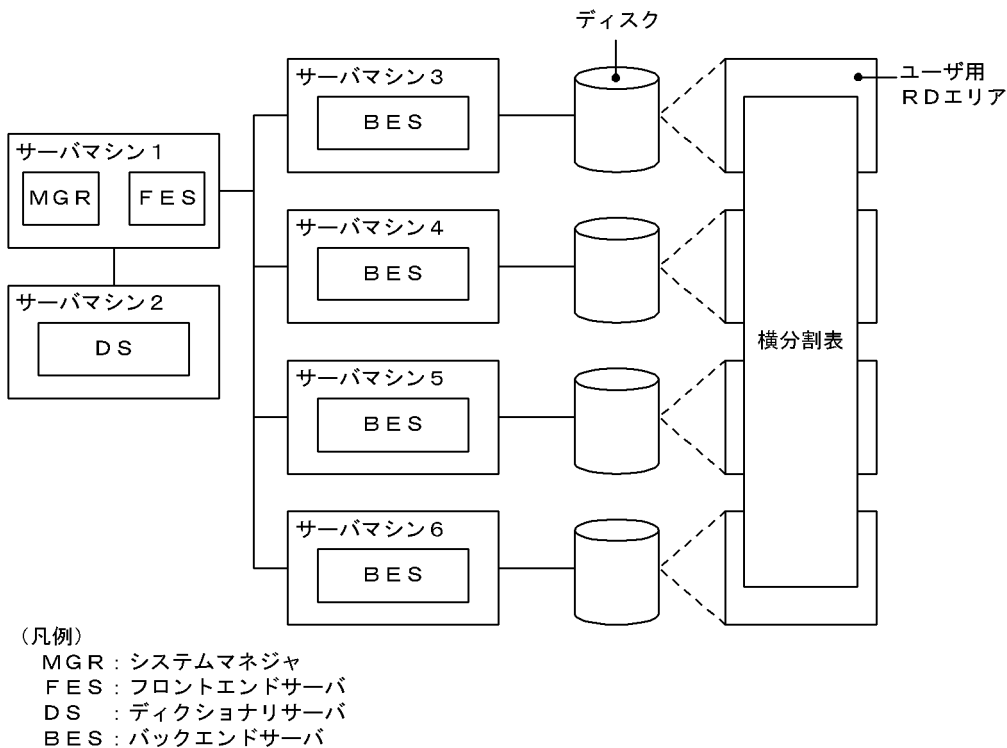 ディスク
サーバマシン３
ＢＥＳ
ユーザ用
ＲＤエリア
サーバマシン１
ＭＧＲ
ＦＥＳ
サーバマシン４
ＢＥＳ
サーバマシン２
ＤＳ
横分割表
サーバマシン５
ＢＥＳ
サーバマシン６
ＢＥＳ
（凡例）
ＭＧＲ：システムマネジャ
ＦＥＳ：フロントエンドサーバ
ＤＳ　：ディクショナリサーバ
ＢＥＳ：バックエンドサーバ